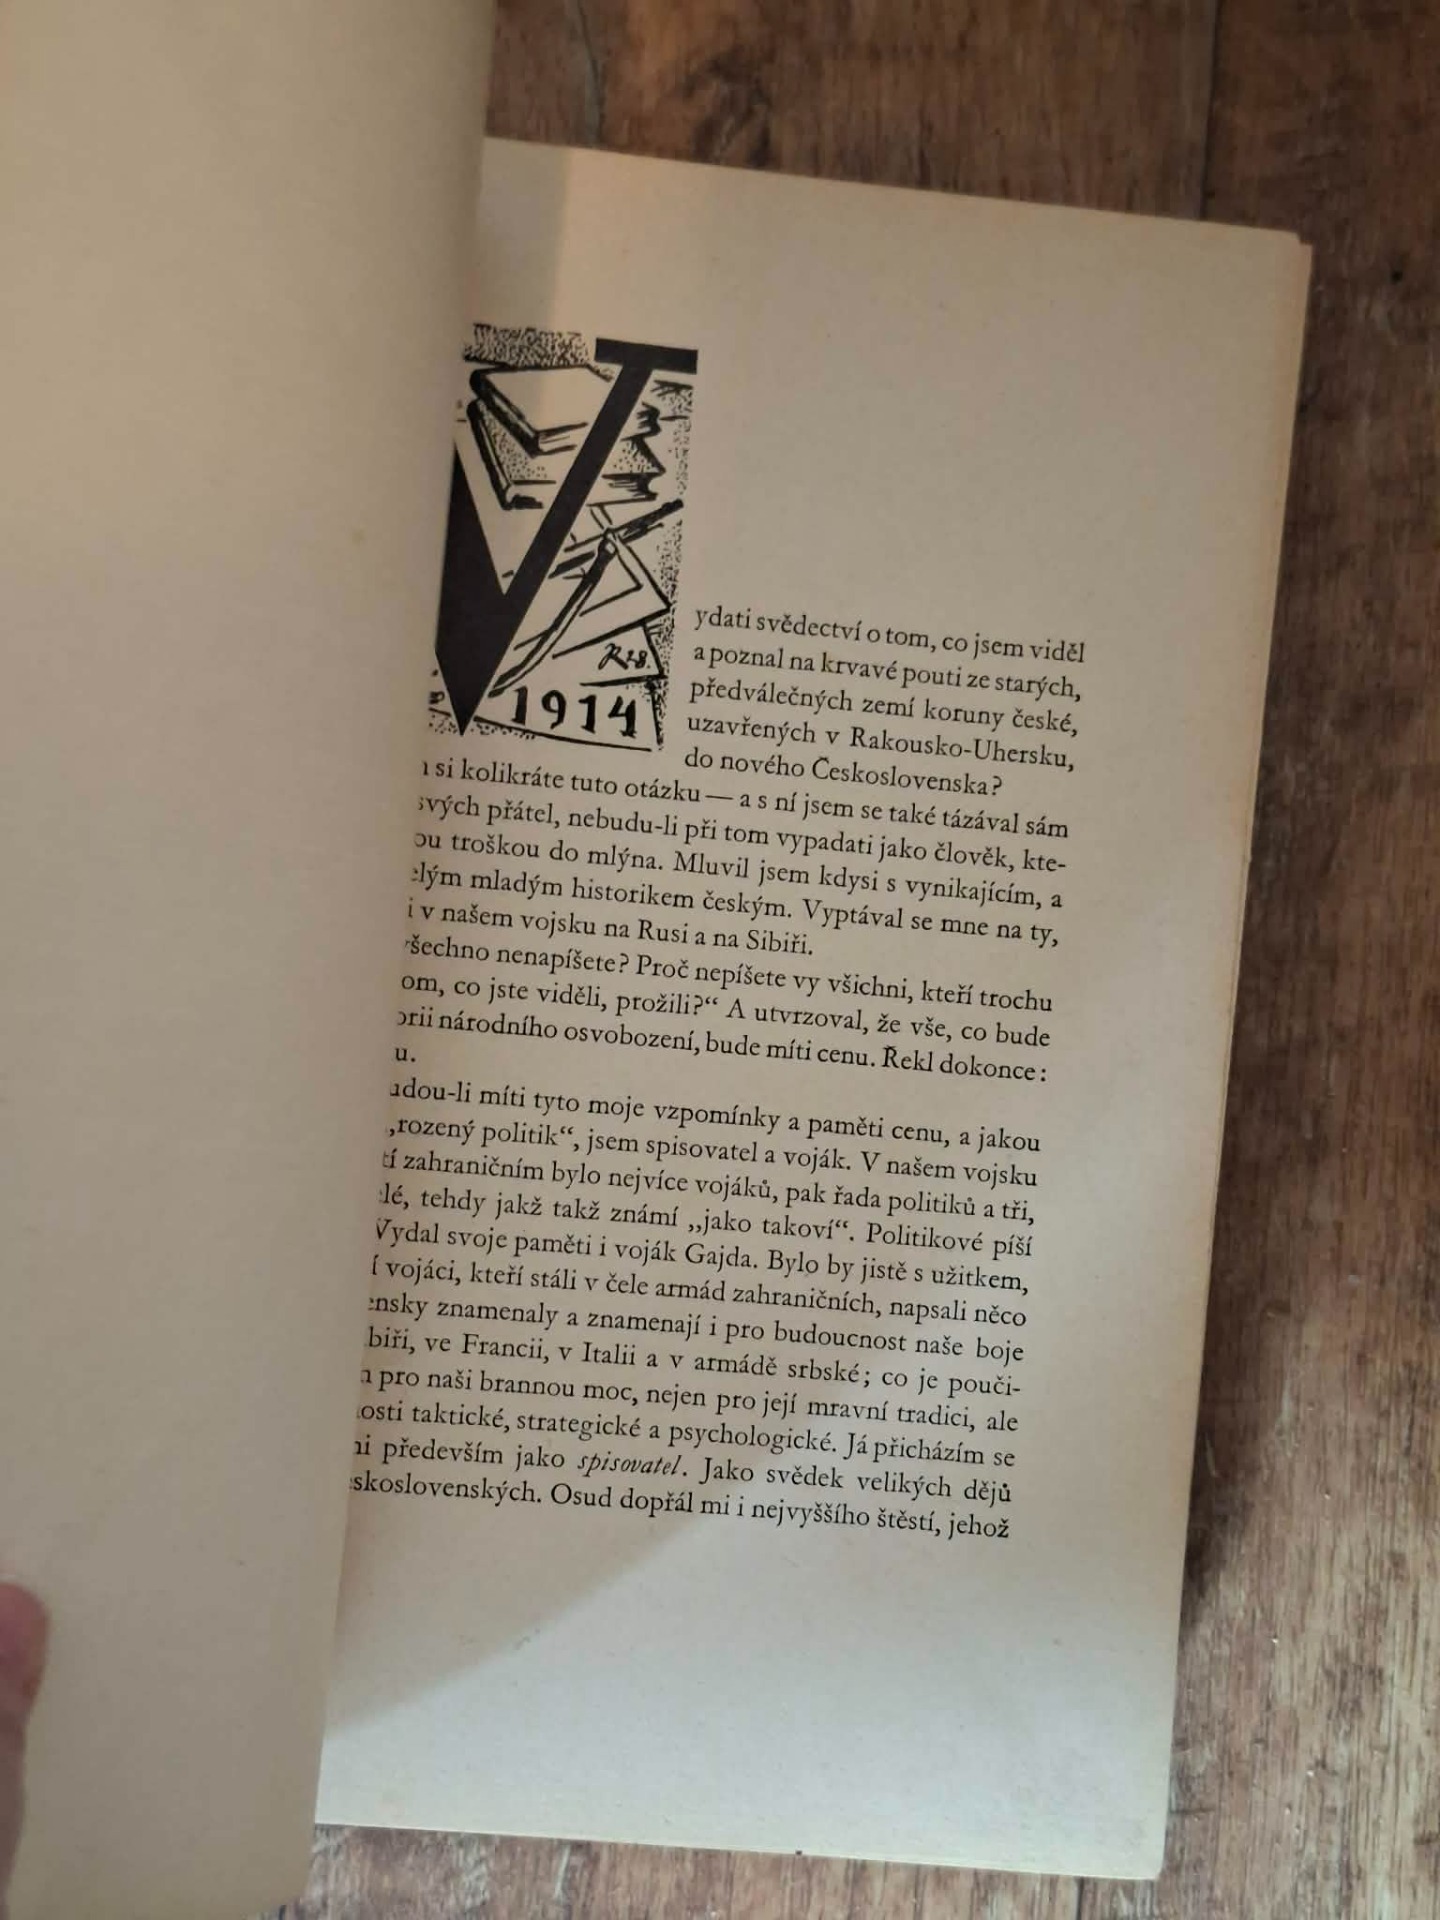 V
R28.
1914
ydati svědectví o tom, co jsem viděl
a poznal na krvavé pouti ze starých,
předválečných zemí koruny české,
uzavřených v Rakousko-Uhersku,
do nového Československa?
si kolikráte tuto otázku — a s ní jsem se také tázával sám
svých přátel, nebudu-li při tom vypadati jako člověk, kte-
ou troškou do mlýna. Mluvil jsem kdysi s vynikajícím, a
lým mladým historikem českým. Vyptával se mne na ty,
i v našem vojsku na Rusi a na Sibiři.
všechno nenapíšete? Proč nepíšete vy všichni, kteří trochu
om, co jste viděli, prožili?“ A utvrzoval, že vše, co bude
orii národního osvobození, bude míti cenu. Řekl dokonce:
u.
udou-li míti tyto moje vzpomínky a paměti cenu, a jakou
„rozený politik“, jsem spisovatel a voják. V našem vojsku
tí zahraničním bylo nejvíce vojáků, pak řada politiků a tři,
lé, tehdy jakž takž známí „jako takoví“. Politikové píší
Vydal svoje paměti i voják Gajda. Bylo by jistě s užitkem,
í vojáci, kteří stáli v čele armád zahraničních, napsali něco
ensky znamenaly a znamenají i pro budoucnost naše boje
biři, ve Francii, v Italii a v armádě srbské; co je pouči-
pro naši brannou moc, nejen pro její mravní tradici, ale
osti taktické, strategické a psychologické. Já přicházím se
ni především jako spisovatel. Jako svědek velikých dějů
skoslovenských. Osud dopřál mi i nejvyššího štěstí, jehož